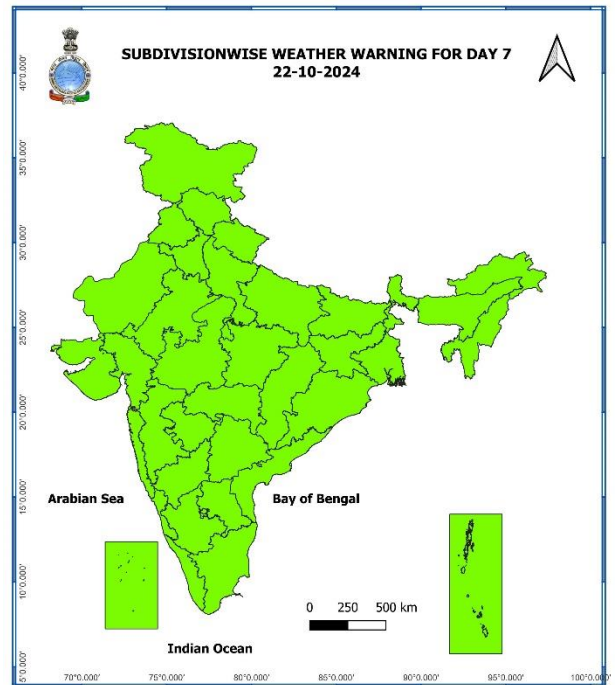 SUBDIVISIONWISE WEATHER WARNING FOR DAY 7
22-10-2024
40°0.000'
35°0.000'
30°0.000'
25°0.000'
20°0.000'
15°0.000'
10°0.000'
5°0.000'
Arabian Sea
Bay of Bengal
0 250 500 km
Indian Ocean
70°0.000' 75°0.000' 80°0.000' 85°0.000' 90°0.000' 95°0.000' 100°0.000'